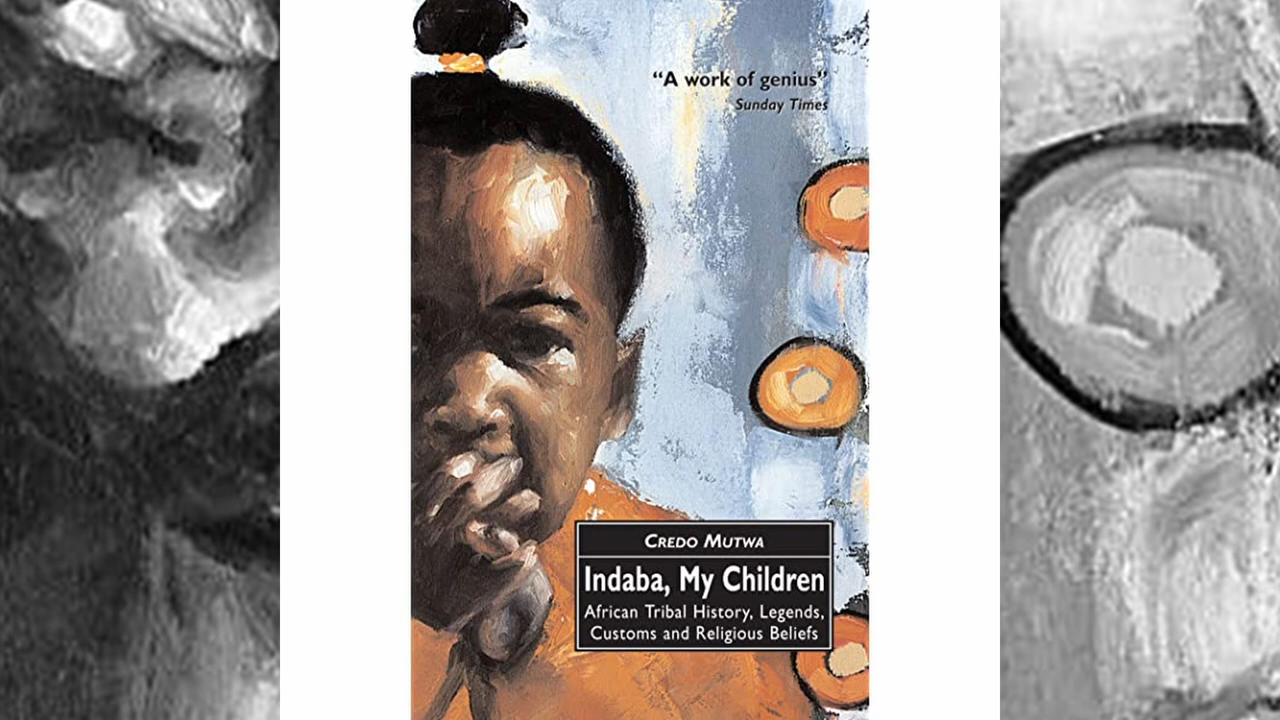 “A work of genius”
Sunday Times
CREDO MUTWA
Indaba, My Children
African Tribal History, Legends,
Customs and Religious Beliefs